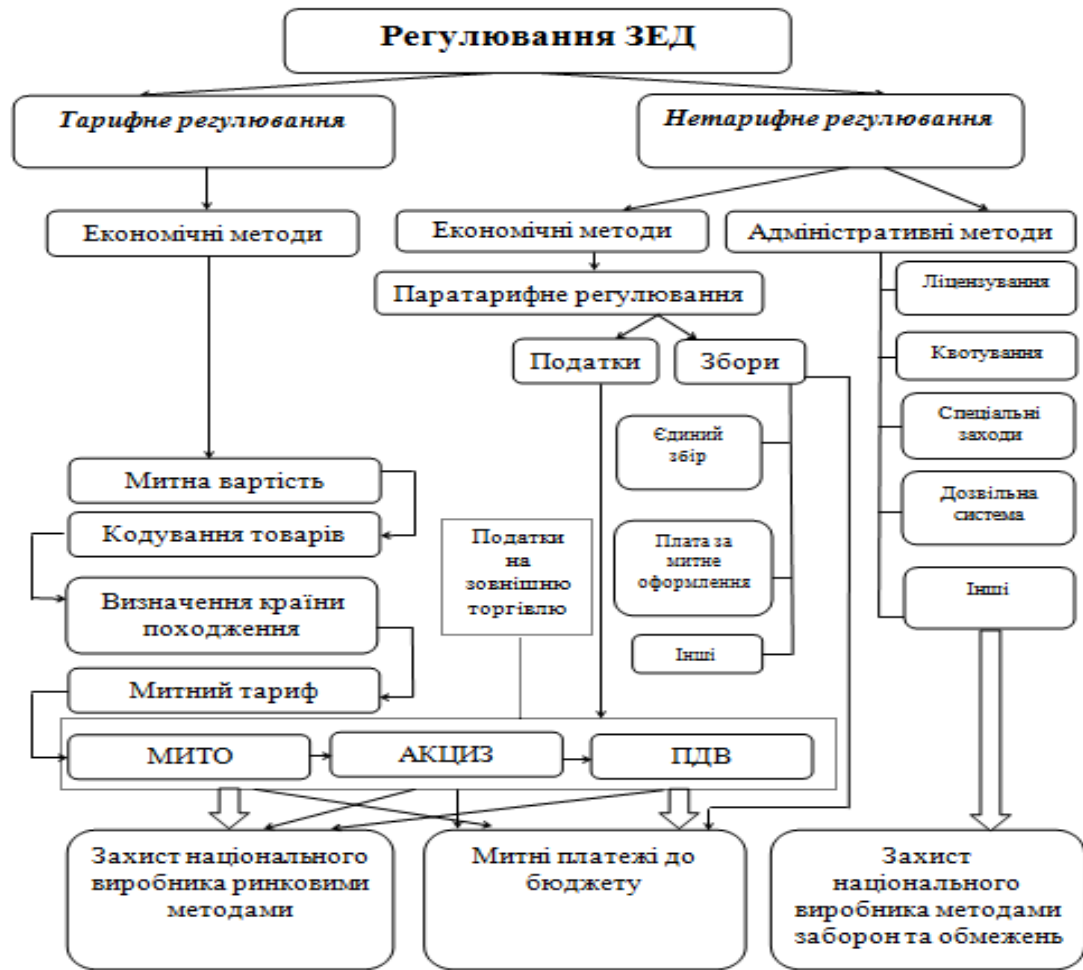 Регулювання ЗЕД
Тарифне регулювання
Нетарифне регулювання
Економічні методи
Економічні методи
Адміністративні методи
Паратарифне регулювання
Ліцензування
Податки
Збори
Квотування
Єдиний
збір
Спеціальні
заходи
Митна вартість
Дозвільна
система
Кодування товарів
Податки
на
зовнішню
торгівлю
Плата за
митне
оформлення
Визначення країни
походження
Інші
Інші
Митний тариф
МИТО
АКЦИЗ
ПДВ
Захист національного
виробника ринковими
методами
Митні платежі до
бюджету
Захист
національного
виробника методами
заборон та обмежень